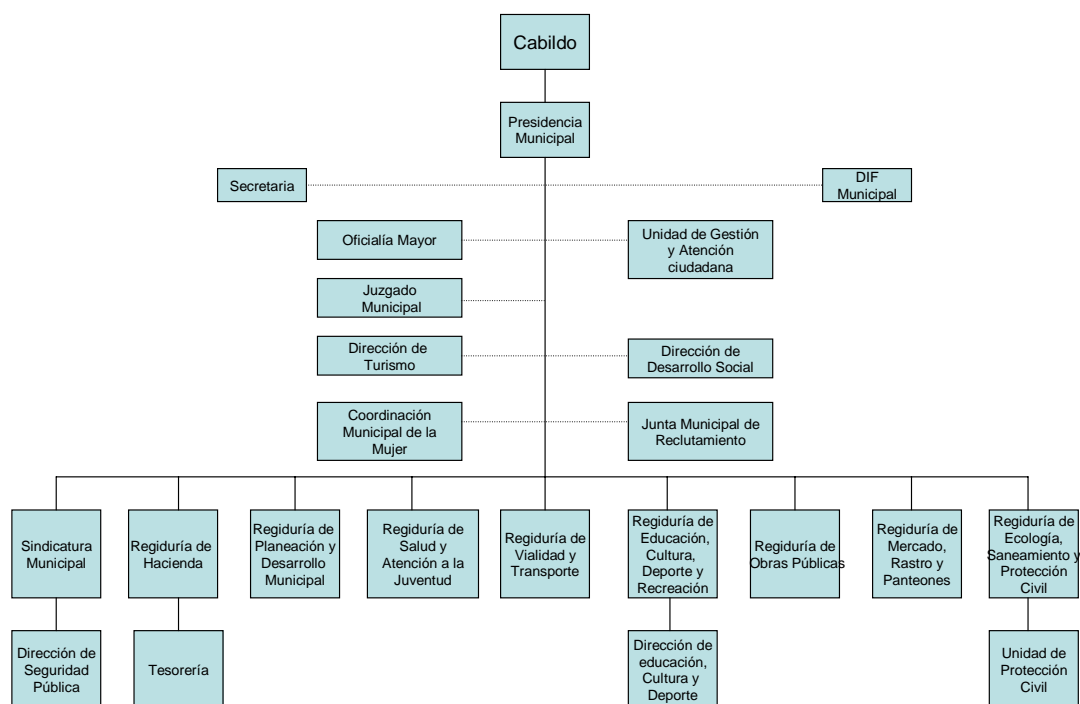 Cabildo
Presidencia
Municipal
Secretaria
DIF
Municipal
Oficialía Mayor
Unidad de Gestión
y Atención
ciudadana
Juzgado
Municipal
Dirección de
Turismo
Dirección de
Desarrollo Social
Coordinación
Municipal de la
Mujer
Junta Municipal de
Reclutamiento
Sindicatura
Municipal
Regiduría de
Hacienda
Regiduría de
Planeación y
Desarrollo
Municipal
Regiduría de
Salud y
Atención a la
Juventud
Regiduría de
Vialidad y
Transporte
Regiduría de
Educación,
Cultura,
Deporte y
Recreación
Regiduría de
Obras Públicas
Regiduría de
Mercado,
Rastro y
Panteones
Regiduría de
Ecología,
Saneamiento y
Protección
Civil
Dirección de
Seguridad
Pública
Tesorería
Dirección de
educación,
Cultura y
Deporte
Unidad de
Protección
Civil